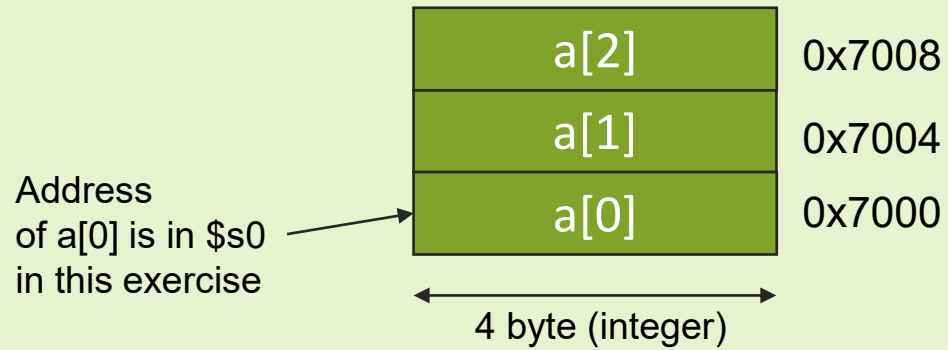 a[2] 0x7008
a[1] 0x7004
a[0] 0x7000
Address
of a[0] is in $s0
in this exercise
4 byte (integer)